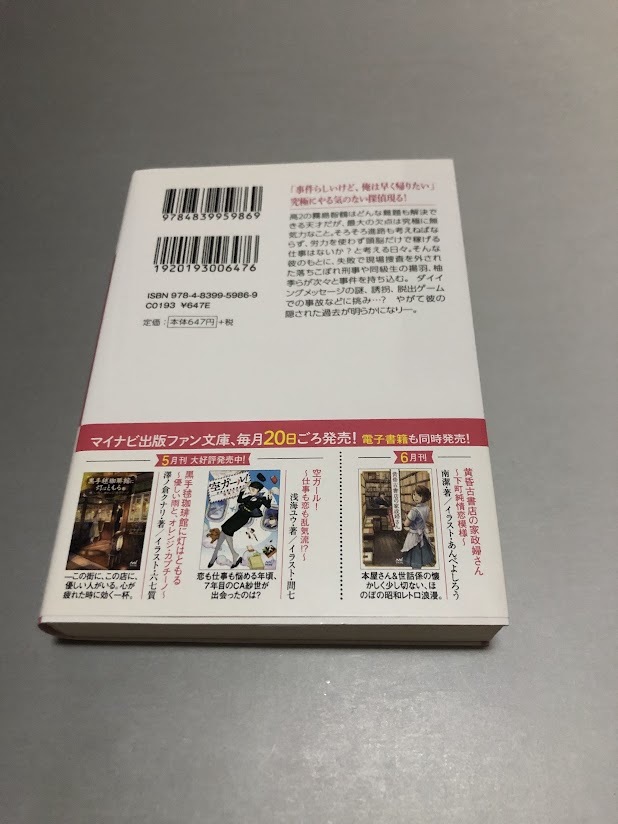 9784839959869
1920193006476
ISBN 978-4-8399-5986-9
C0193 ¥647E
定価：本体647円+税
「事件らしいけど、俺は早く帰りたい」
究極にやる気のない探偵現る！
高2の霧島智鶴はどんな難題も解決で
きる天才だが、最大の欠点は究極に無
気力なこと。そろそろ進路も考えねばな
らず、労力を使わず頭脳だけで稼げる
仕事はないか？と考える日々。そんな
彼のもとに、失敗で現場捜査を外され
た落ちこぼれ刑事や同級生の揚羽、柚
季らが次々と事件を持ち込む。ダイイ
ングメッセージの謎、誘拐、脱出ゲーム
での事故などに挑み…？ やがて彼の
隠された過去が明らかになり―。
マイナビ出版ファン文庫、毎月20日ごろ発売！ 電子書籍も同時発売！
5月刊 大好評発売中！
黒手毬珈琲館に灯はともる
～優しい雨と、オレンジ・カプチーノ～
澤ノ倉クナリ・著／イラスト・六七質
―この街に、この店に、
優しい人がいる。心が
疲れた時に効く一杯。
空ガール！
～仕事も恋も乱気流!?～
浅海ユウ・著／イラスト・間七
恋も仕事も悩める年頃、
7年目のCA紗世が
出会ったのは？
6月刊
黄昏古書店の家政婦さん
～下町純情恋模様～
南潔・著／イラスト・あんべよしろう
本屋さん&世話係の懐
かしく少し切ない、ほ
のぼの昭和レトロ浪漫。